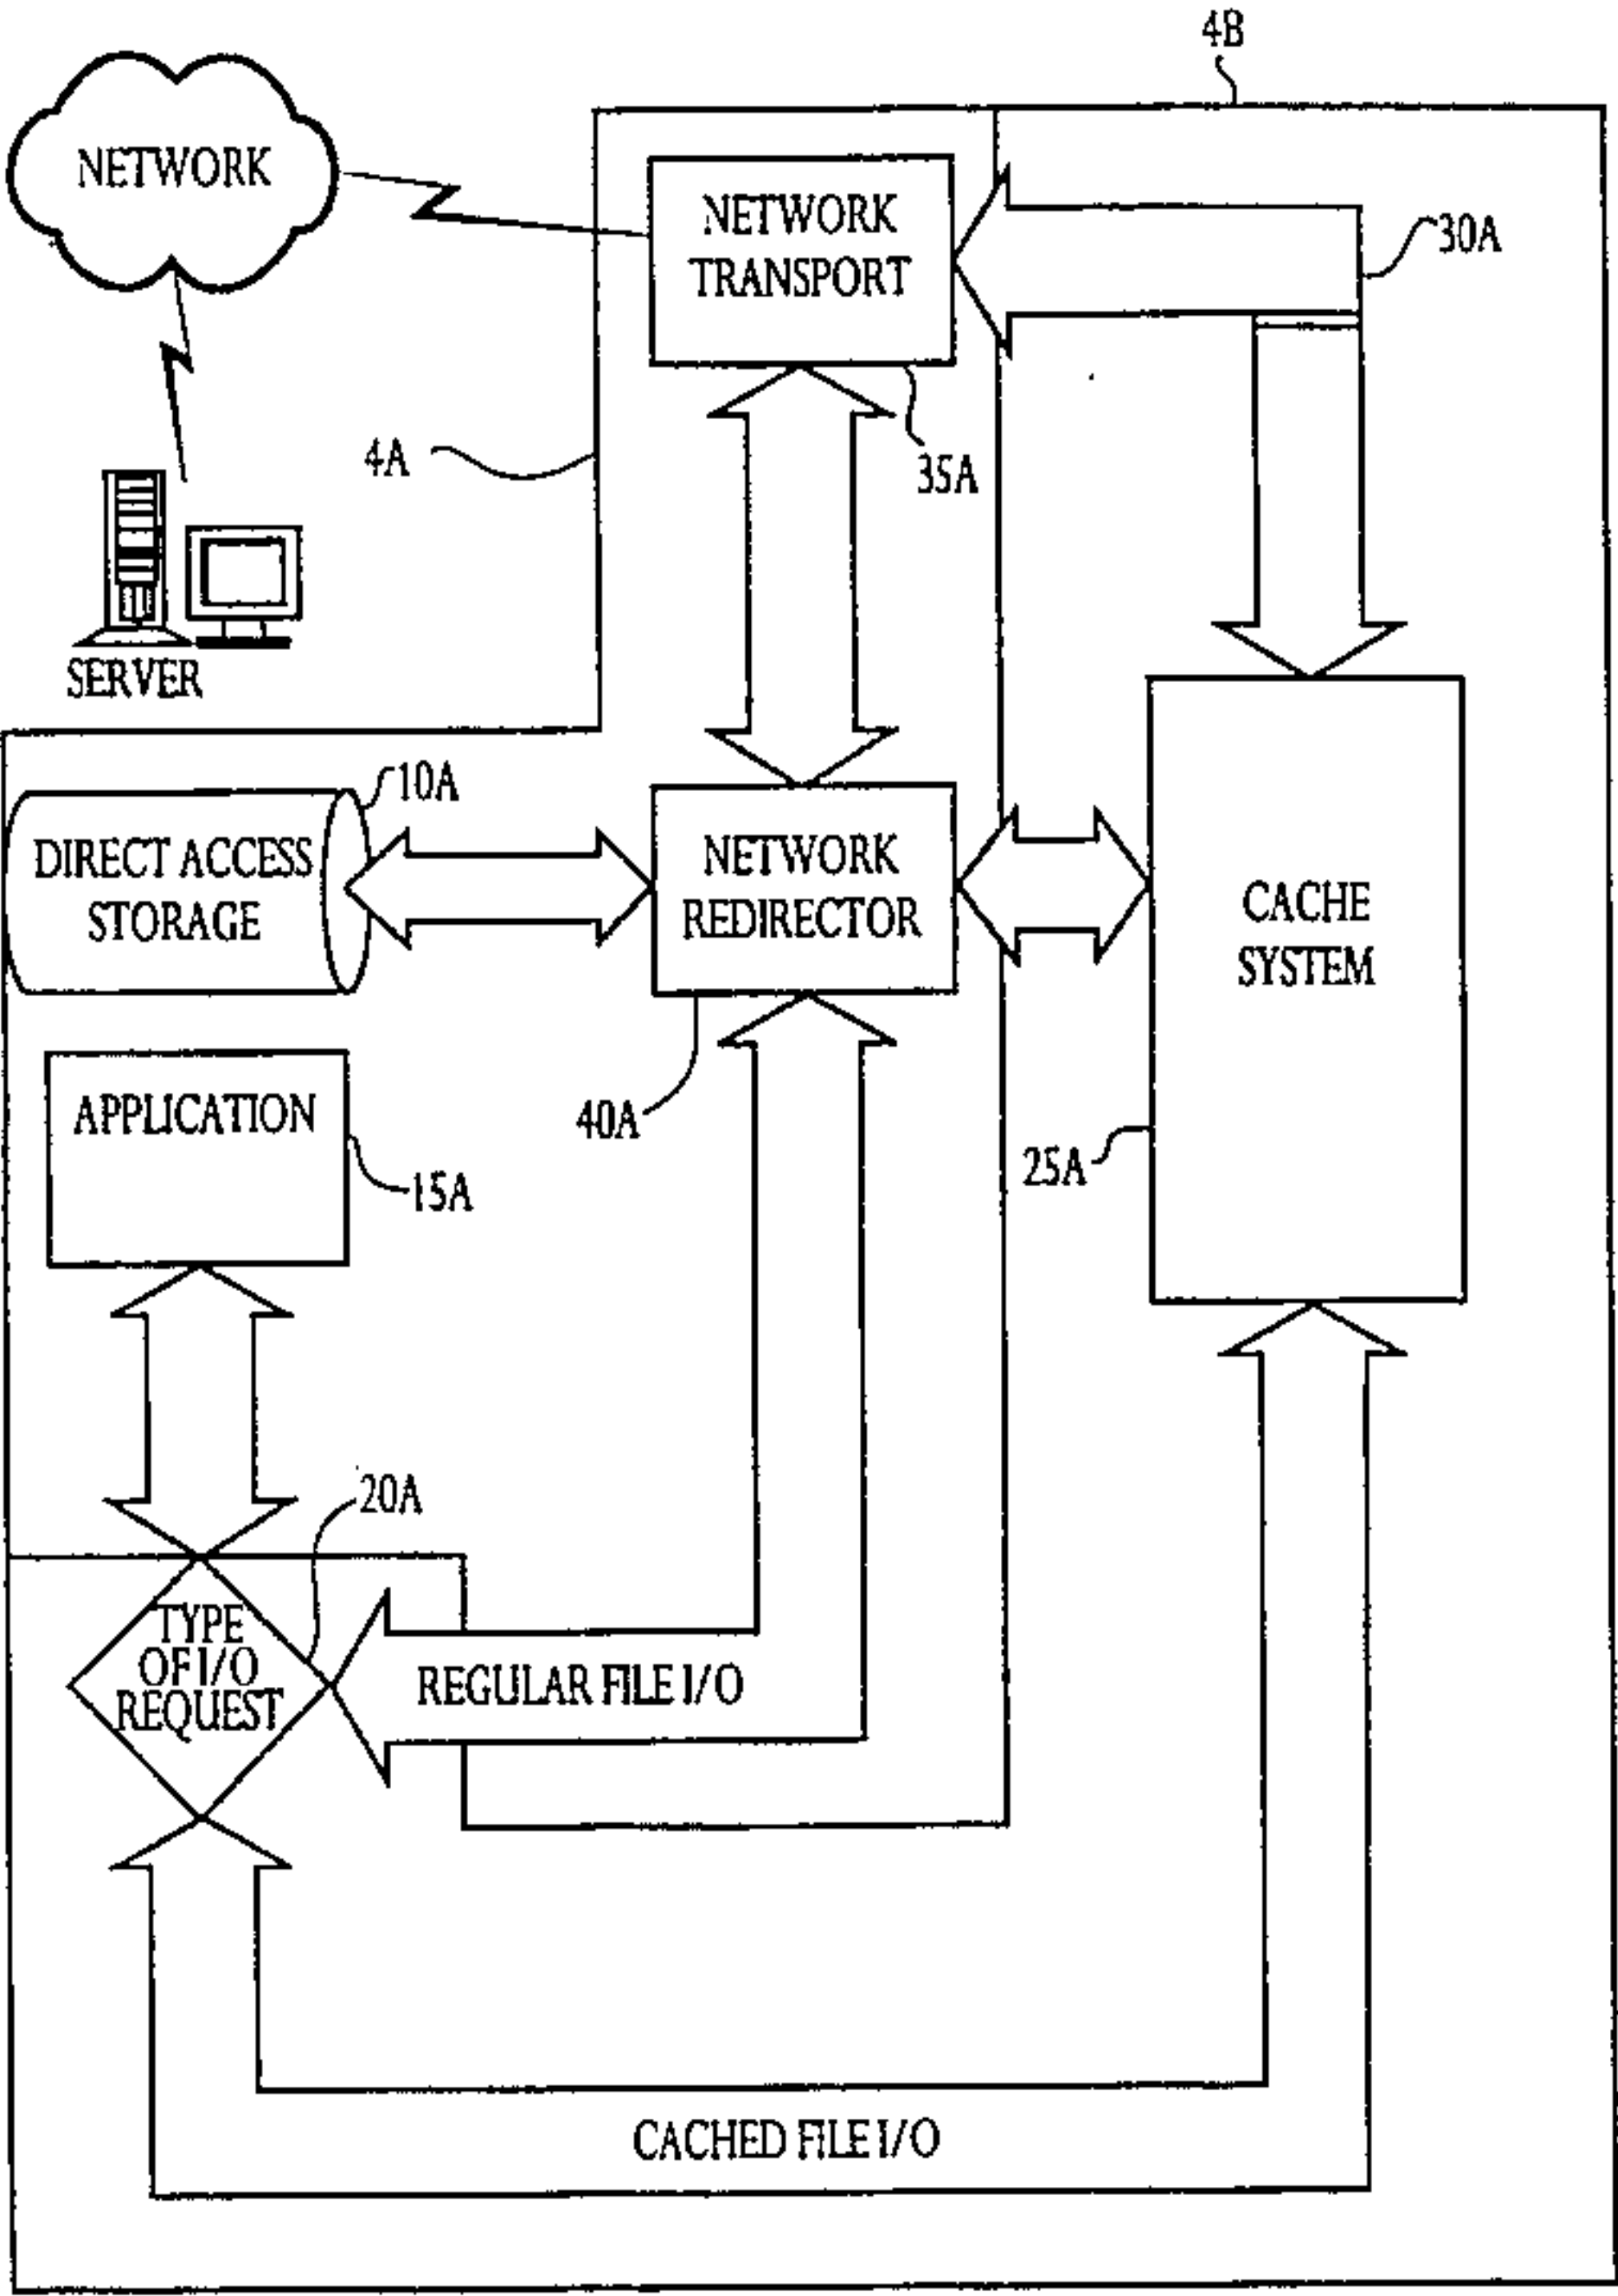 4B
NETWORK
NETWORK
TRANSPORT
30A
4A
35A
SERVER
10A
DIRECT ACCESS
STORAGE
NETWORK
REDIRECTOR
CACHE
SYSTEM
APPLICATION
40A
25A
15A
20A
TYPE
OF I/O
REQUEST
REGULAR FILE I/O
CACHED FILE I/O